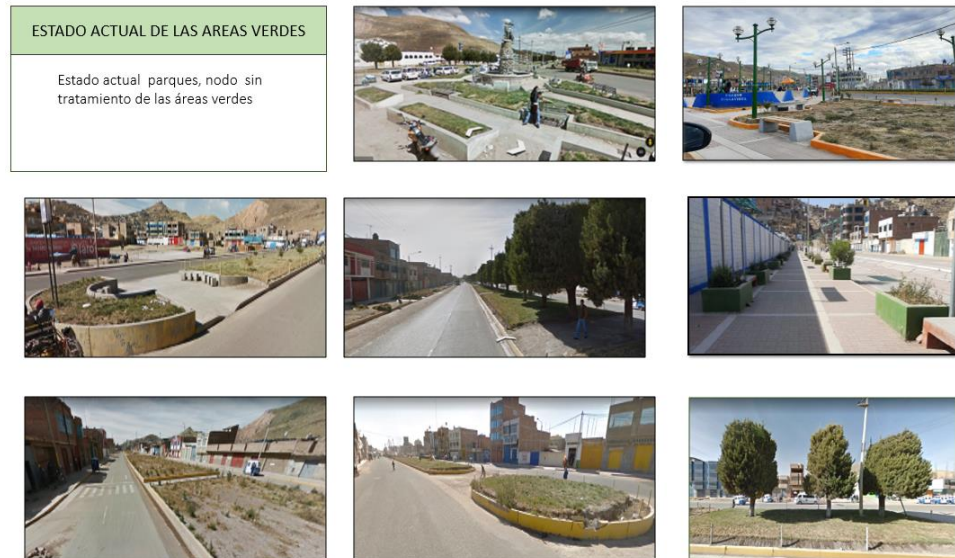 ESTADO ACTUAL DE LAS AREAS VERDES
Estado actual parques, nodo sin
tratamiento de las áreas verdes